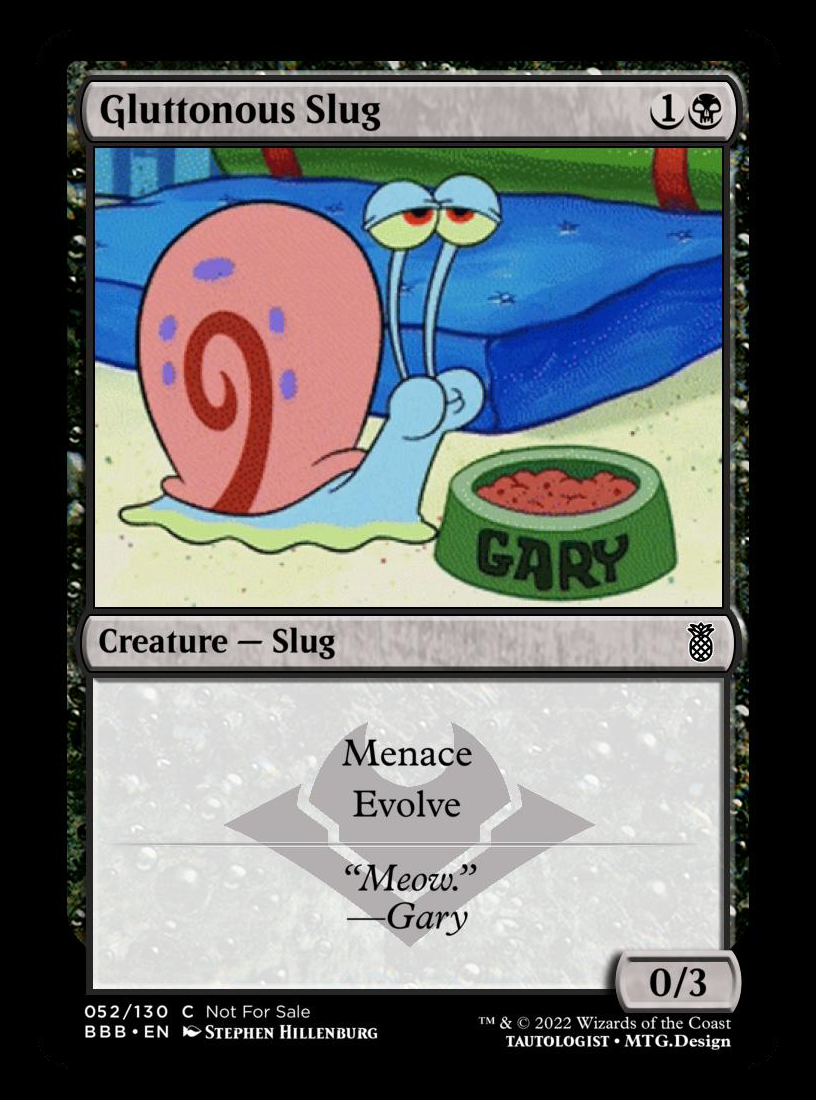 Gluttonous Slug 1
GARY
Creature — Slug
Menace
Evolve
“Meow.”
—Gary
0/3
052/130 C Not For Sale
BBB • EN STEPHEN HILLENBURG
™ & © 2022 Wizards of the Coast
TAUTOLOGIST • MTG.Design